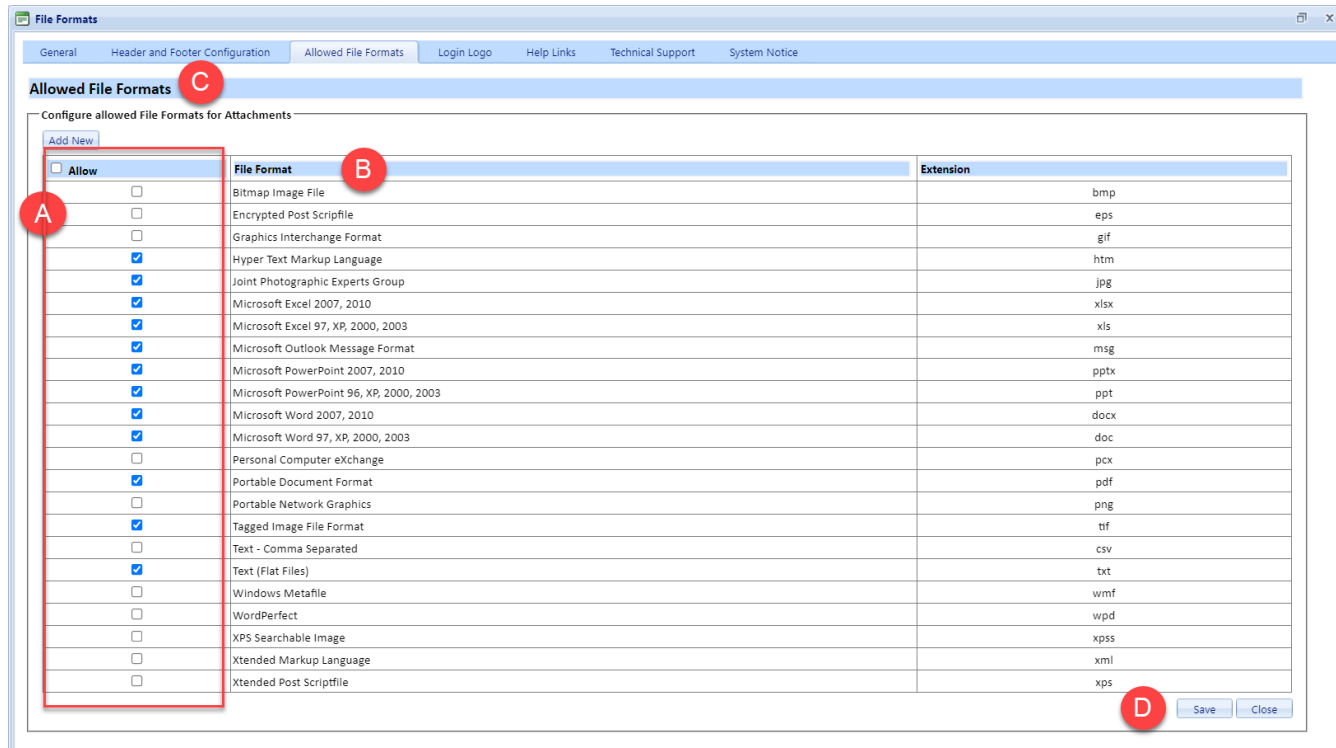 File Formats
General Header and Footer Configuration Allowed File Formats Login Logo Help Links Technical Support System Notice
C
Allowed File Formats
Configure allowed File Formats for Attachments
Add New
Allow File Format B Extension
Bitmap Image File bmp
A
Encrypted Post Scripfile eps
Graphics Interchange Format gif
Hyper Text Markup Language htm
Joint Photographic Experts Group jpg
Microsoft Excel 2007, 2010 xlsx
Microsoft Excel 97, XP, 2000, 2003 xls
Microsoft Outlook Message Format msg
Microsoft PowerPoint 2007, 2010 pptx
Microsoft PowerPoint 96, XP, 2000, 2003 ppt
Microsoft Word 2007, 2010 docx
Microsoft Word 97, XP, 2000, 2003 doc
Personal Computer eXchange pcx
Portable Document Format pdf
Portable Network Graphics png
Tagged Image File Format tif
Text - Comma Separated csv
Text (Flat Files) txt
Windows Metafile wmf
WordPerfect wpd
XPS Searchable Image xpss
Xtended Markup Language xml
Xtended Post Scriptfile xps
D Save Close